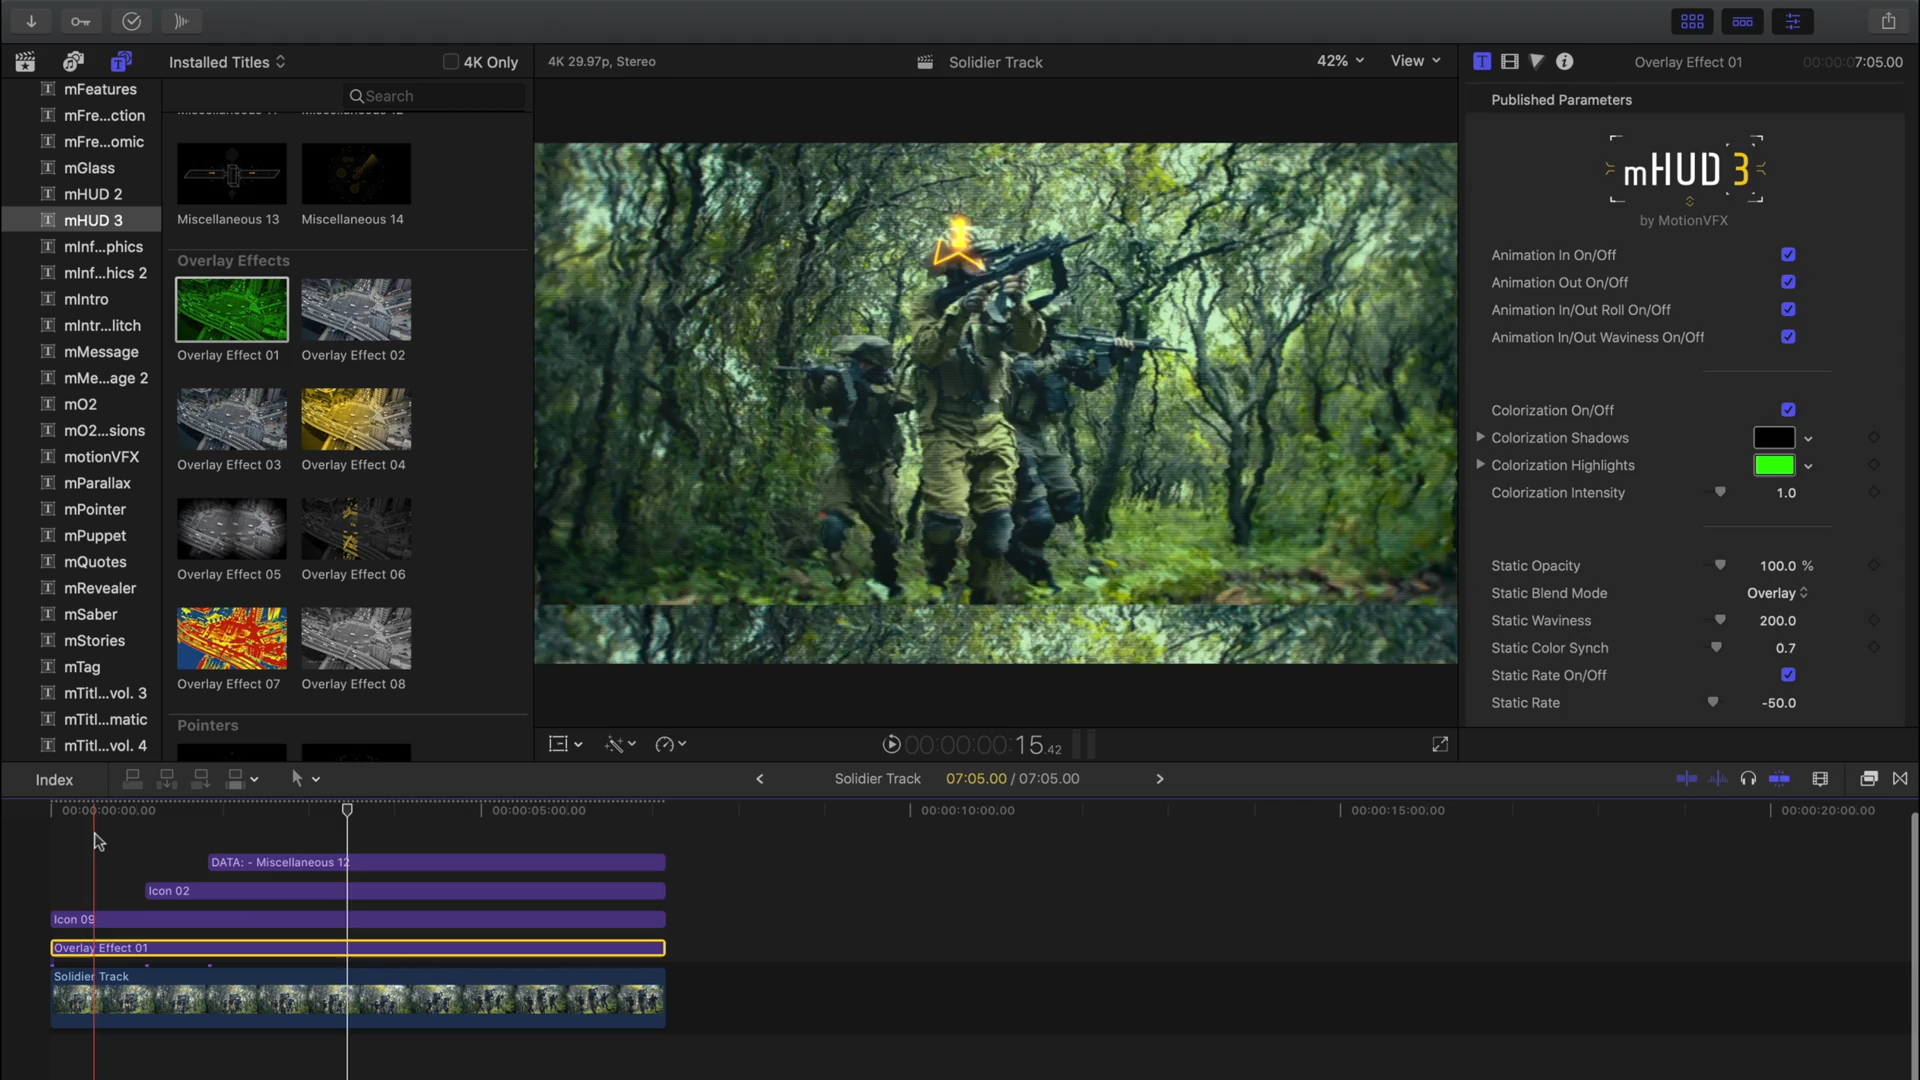 Installed Titles
4K Only
4K 29.97p, Stereo
Solidier Track
42%
View
Overlay Effect 01
00:00:07:05.00
Search
Published Parameters
mFeatures
mFre...ction
mFre...omic
mGlass
mHUD 2
mHUD 3
mInf...phics
mInf...hics 2
mIntro
mIntr...litch
mMessage
mMe...age 2
mO2
mO2...sions
motionVFX
mParallax
mPointer
mPuppet
mQuotes
mRevealer
mSaber
mStories
mTag
mTitl...vol. 3
mTitl...matic
mTitl...vol. 4
Miscellaneous 13
Miscellaneous 14
Overlay Effects
Overlay Effect 01
Overlay Effect 02
Overlay Effect 03
Overlay Effect 04
Overlay Effect 05
Overlay Effect 06
Overlay Effect 07
Overlay Effect 08
Pointers
mHUD 3
by MotionVFX
Animation In On/Off
Animation Out On/Off
Animation In/Out Roll On/Off
Animation In/Out Waviness On/Off
Colorization On/Off
Colorization Shadows
Colorization Highlights
Colorization Intensity 1.0
Static Opacity 100.0 %
Static Blend Mode Overlay
Static Waviness 200.0
Static Color Synch 0.7
Static Rate On/Off
Static Rate -50.0
00:00:00:15.42
Index
Solidier Track
07:05.00 / 07:05.00
00:00:00:00.00
00:00:05:00.00
00:00:10:00.00
00:00:15:00.00
00:00:20:00.00
DATA: - Miscellaneous 12
Icon 02
Icon 09
Overlay Effect 01
Solidier Track